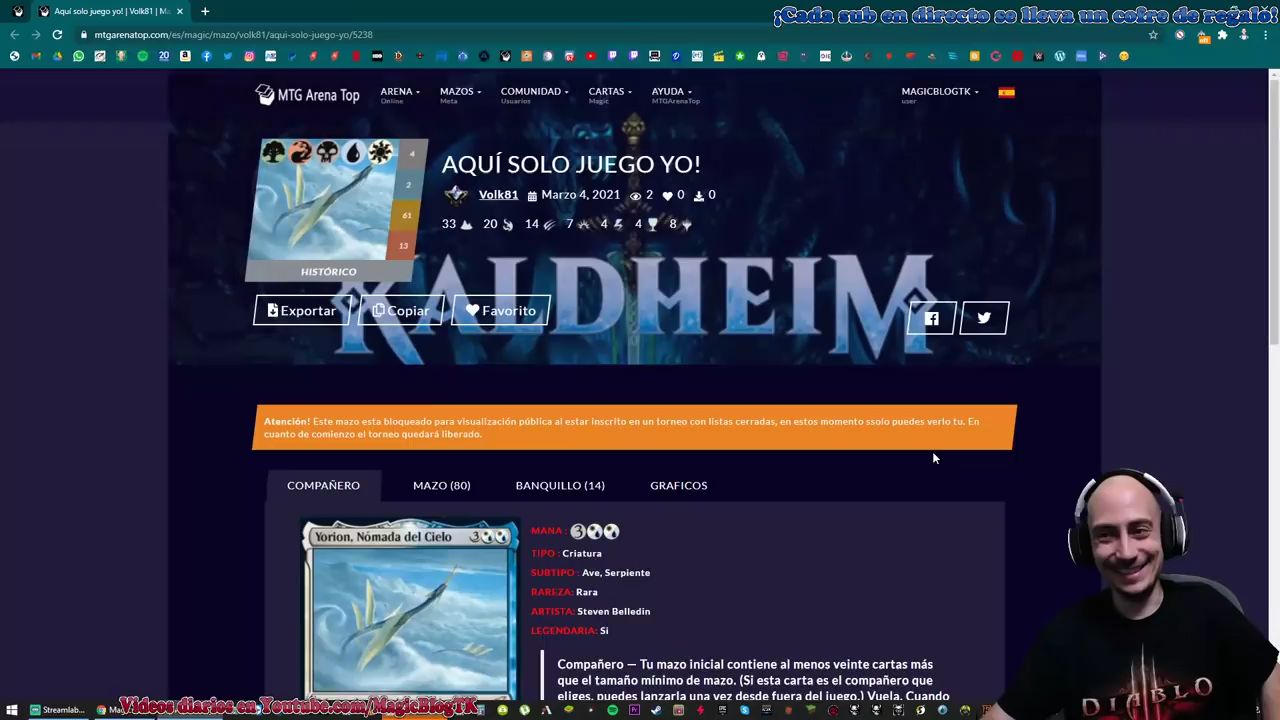 Aquí solo juego yo! | Volk81 | Ma
¡Cada sub en directo se lleva un cofre de regalo!
mtgarenatop.com/es/magic/mazo/volk81/aqui-solo-juego-yo/5238
MTG Arena Top
ARENA
Online
MAZOS
Meta
COMUNIDAD
Usuarios
CARTAS
Magic
AYUDA
MTGArenaTop
MAGICBLOGTK
user
4
2
61
13
HISTÓRICO
AQUÍ SOLO JUEGO YO!
Volk81 Marzo 4, 2021 2 0 0
33 20 14 7 4 4 8
KALDHEIM
Exportar Copiar Favorito
Atención! Este mazo esta bloqueado para visualización pública al estar inscrito en un torneo con listas cerradas, en estos momento ssolo puedes verlo tu. En
cuanto de comienzo el torneo quedará liberado.
COMPAÑERO MAZO (80) BANQUILLO (14) GRAFICOS
Yorion, Nómada del Cielo 3
MANA : 3
TIPO : Criatura
SUBTIPO : Ave, Serpiente
RAREZA: Rara
ARTISTA: Steven Belledin
LEGENDARIA: Si
Compañero — Tu mazo inicial contiene al menos veinte cartas más
que el tamaño mínimo de mazo. (Si esta carta es el compañero que
eliges, puedes lanzarla una vez desde fuera del juego.) Vuela. Cuando
DIABLO
Videos diarios en Youtube.com/MagicBlogTK
Streamlab